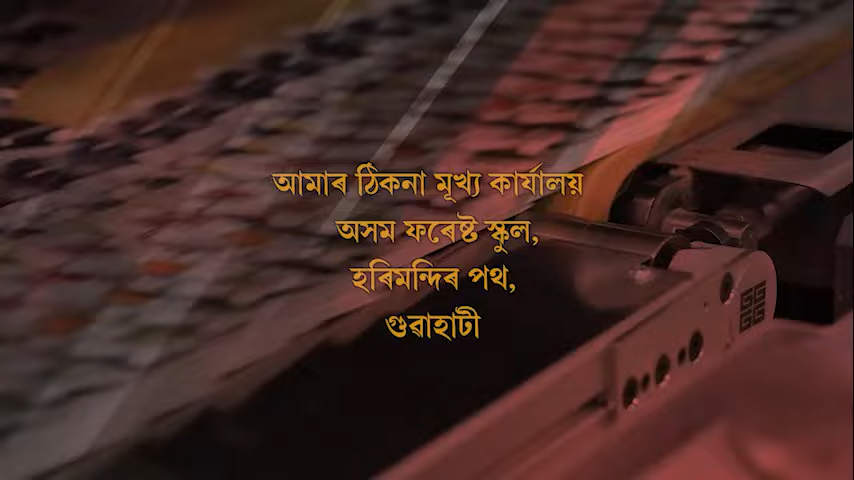 আমাৰ ঠিকনা মূখ্য কাৰ্যালয়
অসম ফৰেষ্ট স্কুল,
হৰিমন্দিৰ পথ,
গুৱাহাটী